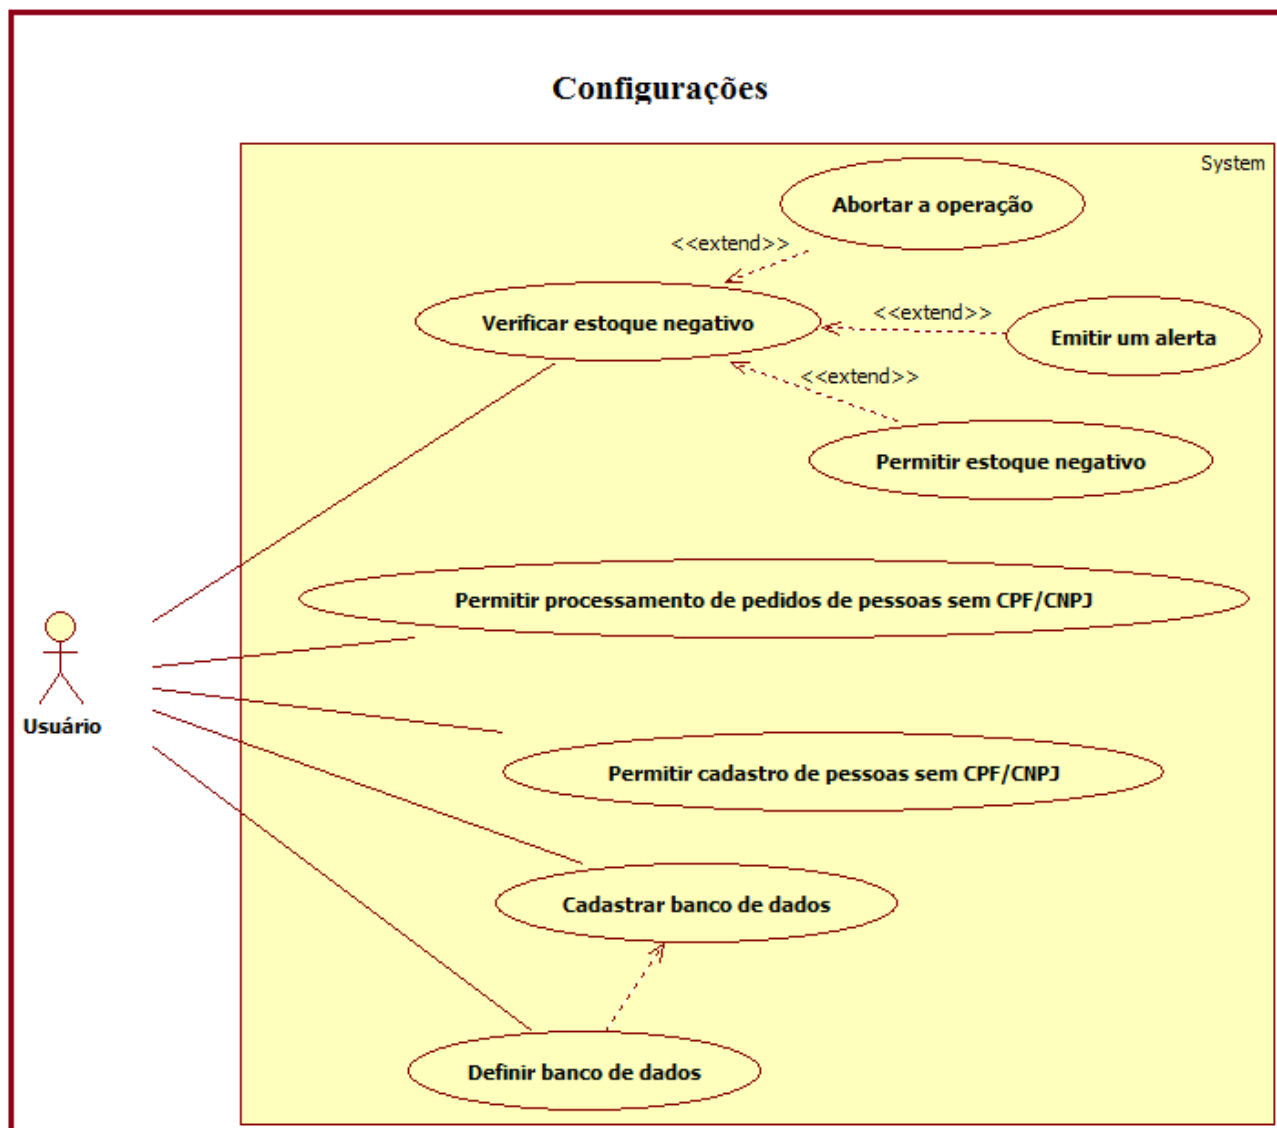 Configurações
System
Abortar a operação
<<extend>>
Verificar estoque negativo
<<extend>>
Emitir um alerta
<<extend>>
Permitir estoque negativo
Permitir processamento de pedidos de pessoas sem CPF/CNPJ
Usuário
Permitir cadastro de pessoas sem CPF/CNPJ
Cadastrar banco de dados
Definir banco de dados